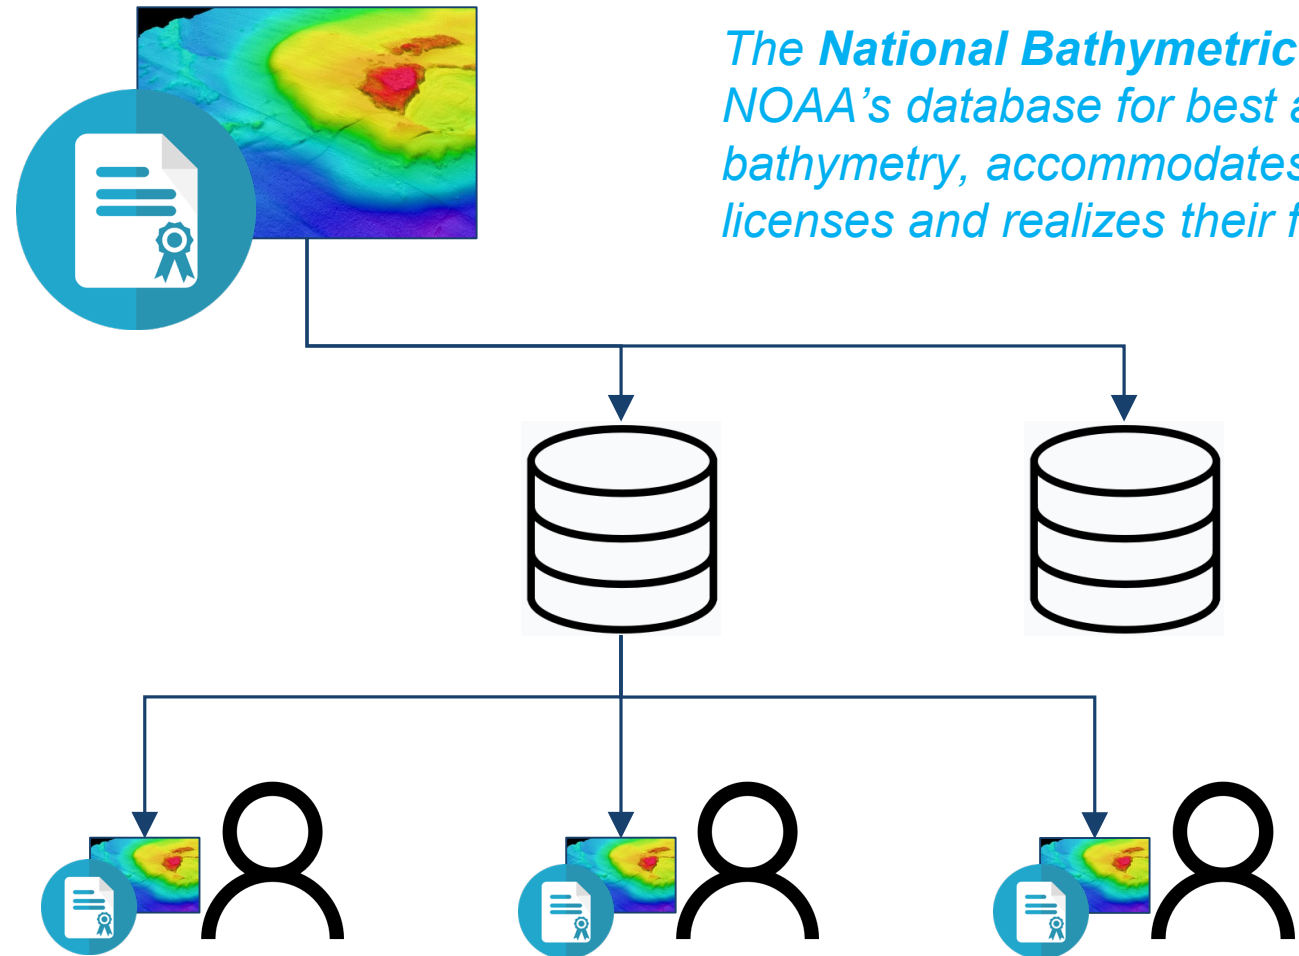 The National Bathymetric
NOAA's database for best
bathymetry, accommodates
licenses and realizes their